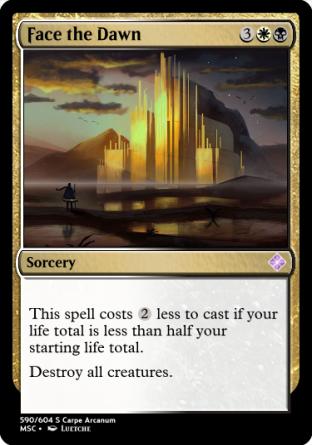 Face the Dawn 3
Sorcery
This spell costs 2 less to cast if your
life total is less than half your
starting life total.
Destroy all creatures.
590/604 S Carpe Arcanum
MSC • Luetche